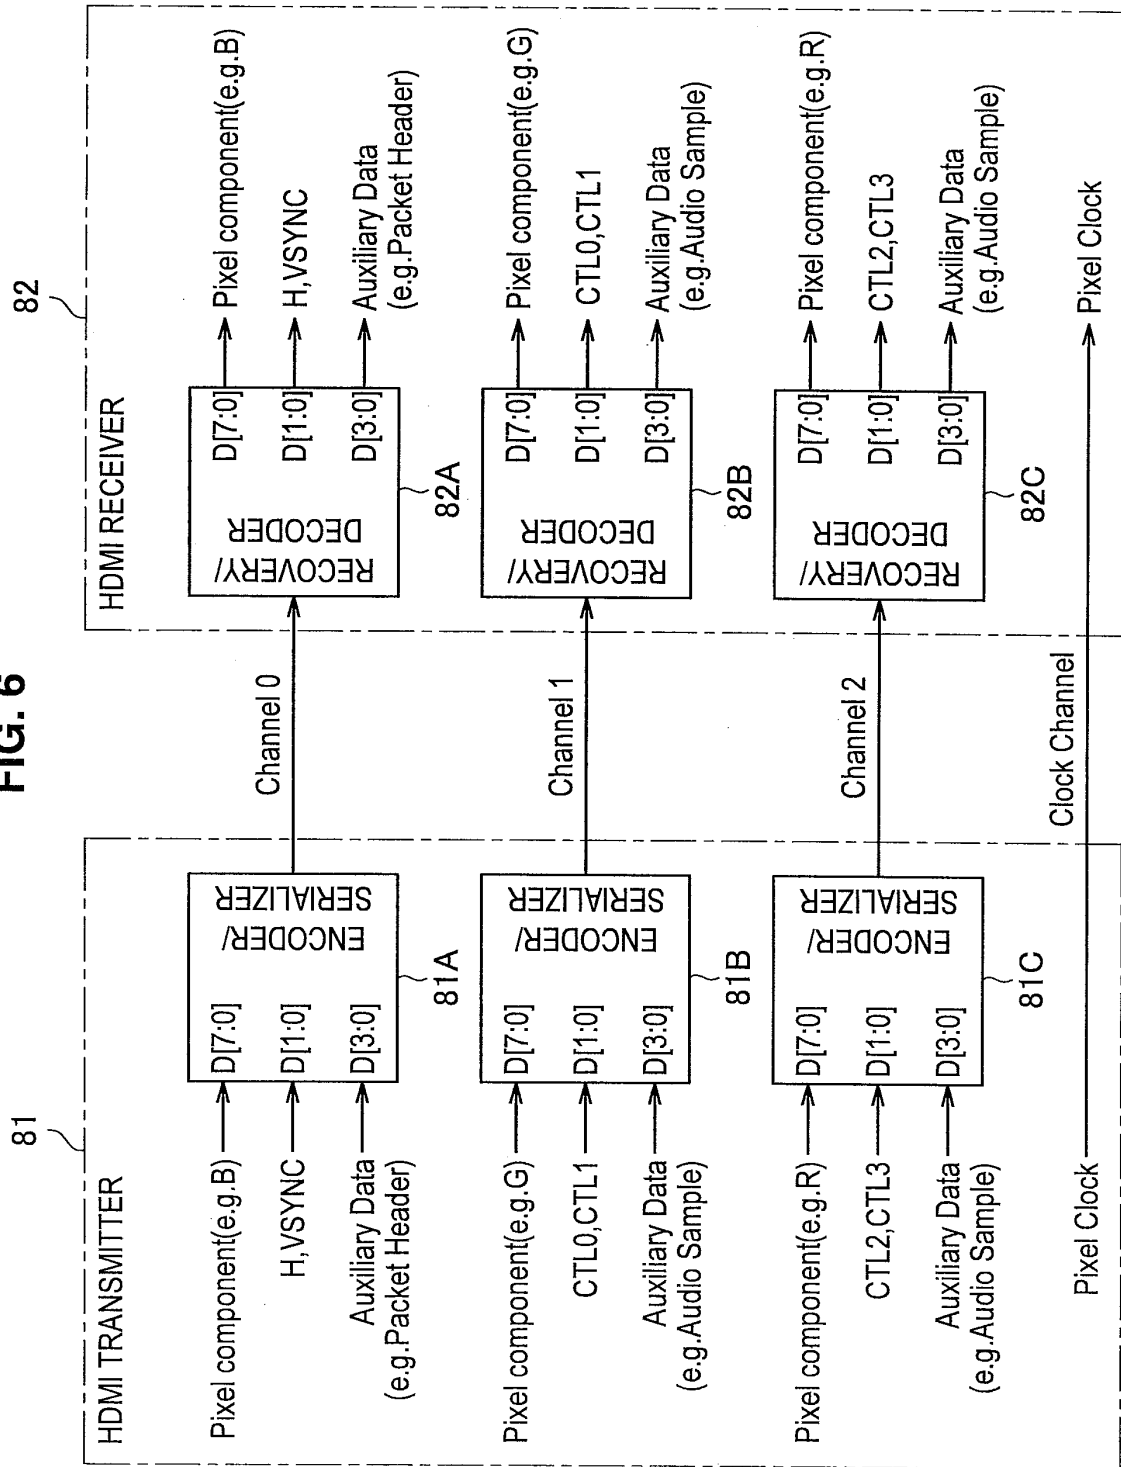 FIG. 6
81
HDMI TRANSMITTER
Pixel component(e.g.B)
H,VSYNC
Auxiliary Data
(e.g.Packet Header)
D[7:0]
D[1:0]
D[3:0]
ENCODER/
SERIALIZER
81A
Pixel component(e.g.G)
CTL0,CTL1
Auxiliary Data
(e.g.Audio Sample)
D[7:0]
D[1:0]
D[3:0]
ENCODER/
SERIALIZER
81B
Pixel component(e.g.R)
CTL2,CTL3
Auxiliary Data
(e.g.Audio Sample)
D[7:0]
D[1:0]
D[3:0]
ENCODER/
SERIALIZER
81C
Pixel Clock
Channel 0
Channel 1
Channel 2
Clock Channel
82
HDMI RECEIVER
RECOVERY/
DECODER
D[7:0]
D[1:0]
D[3:0]
82A
Pixel component(e.g.B)
H,VSYNC
Auxiliary Data
(e.g.Packet Header)
RECOVERY/
DECODER
D[7:0]
D[1:0]
D[3:0]
82B
Pixel component(e.g.G)
CTL0,CTL1
Auxiliary Data
(e.g.Audio Sample)
RECOVERY/
DECODER
D[7:0]
D[1:0]
D[3:0]
82C
Pixel component(e.g.R)
CTL2,CTL3
Auxiliary Data
(e.g.Audio Sample)
Pixel Clock